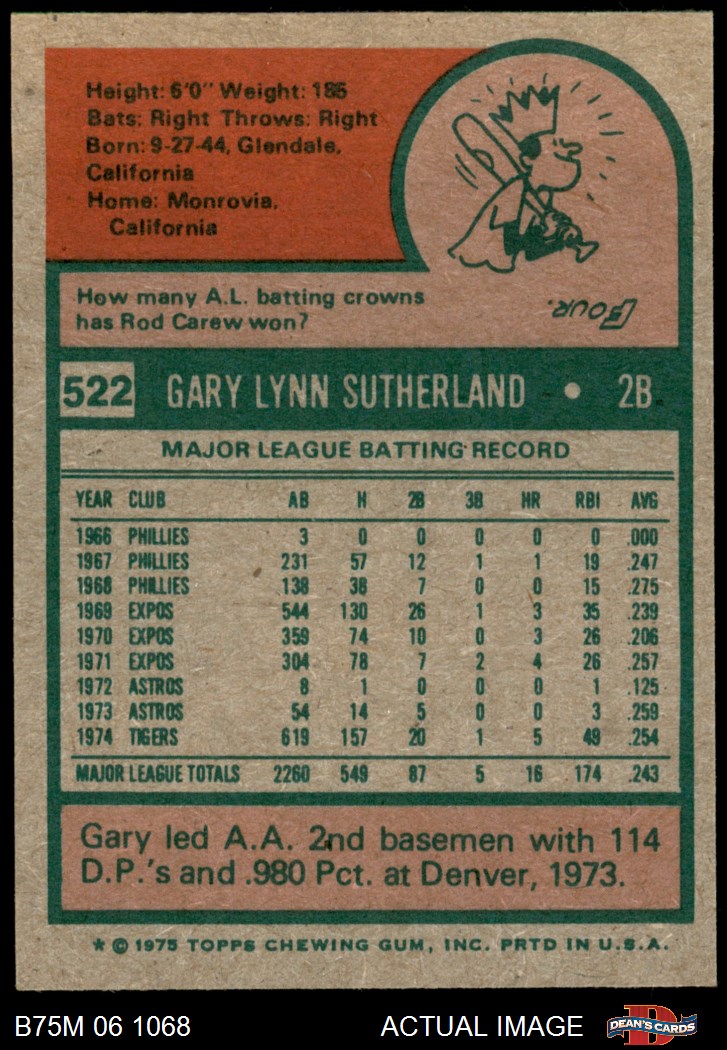 Height: 6'0" Weight: 185
Bats: Right Throws: Right
Born: 9-27-44, Glendale,
California
Home: Monrovia,
California
How many A.L. batting crowns
has Rod Carew won?
FOUR.
522 GARY LYNN SUTHERLAND • 2B
MAJOR LEAGUE BATTING RECORD
YEAR CLUB AB H 2B 3B HR RBI AVG
1966 PHILLIES 3 0 0 0 0 0 .000
1967 PHILLIES 231 57 12 1 1 19 .247
1968 PHILLIES 138 38 7 0 0 15 .275
1969 EXPOS 544 130 26 1 3 35 .239
1970 EXPOS 359 74 10 0 3 26 .206
1971 EXPOS 304 78 7 2 4 26 .257
1972 ASTROS 8 1 0 0 0 1 .125
1973 ASTROS 54 14 5 0 0 3 .259
1974 TIGERS 619 157 20 1 5 49 .254
MAJOR LEAGUE TOTALS 2260 549 87 5 16 174 .243
Gary led A.A. 2nd basemen with 114
D.P.'s and .980 Pct. at Denver, 1973.
* © 1975 TOPPS CHEWING GUM, INC. PRTD IN U.S.A.
B75M 06 1068 ACTUAL IMAGE DEAN'S CARDS